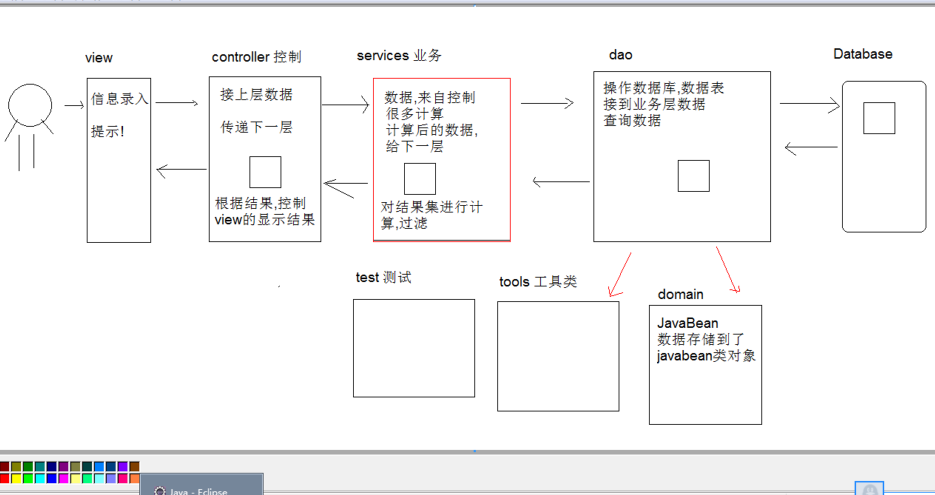 view
controller 控制
services 业务
dao
Database
信息录入
提示!
接上层数据
传递下一层
根据结果,控制
view的显示结果
数据,来自控制
很多计算
计算后的数据,
给下一层
对结果集进行计
算,过滤
操作数据库,数据表
接到业务层数据
查询数据
test 测试
tools 工具类
domain
JavaBean
数据存储到了
javabean类对象
Java - Eclipse